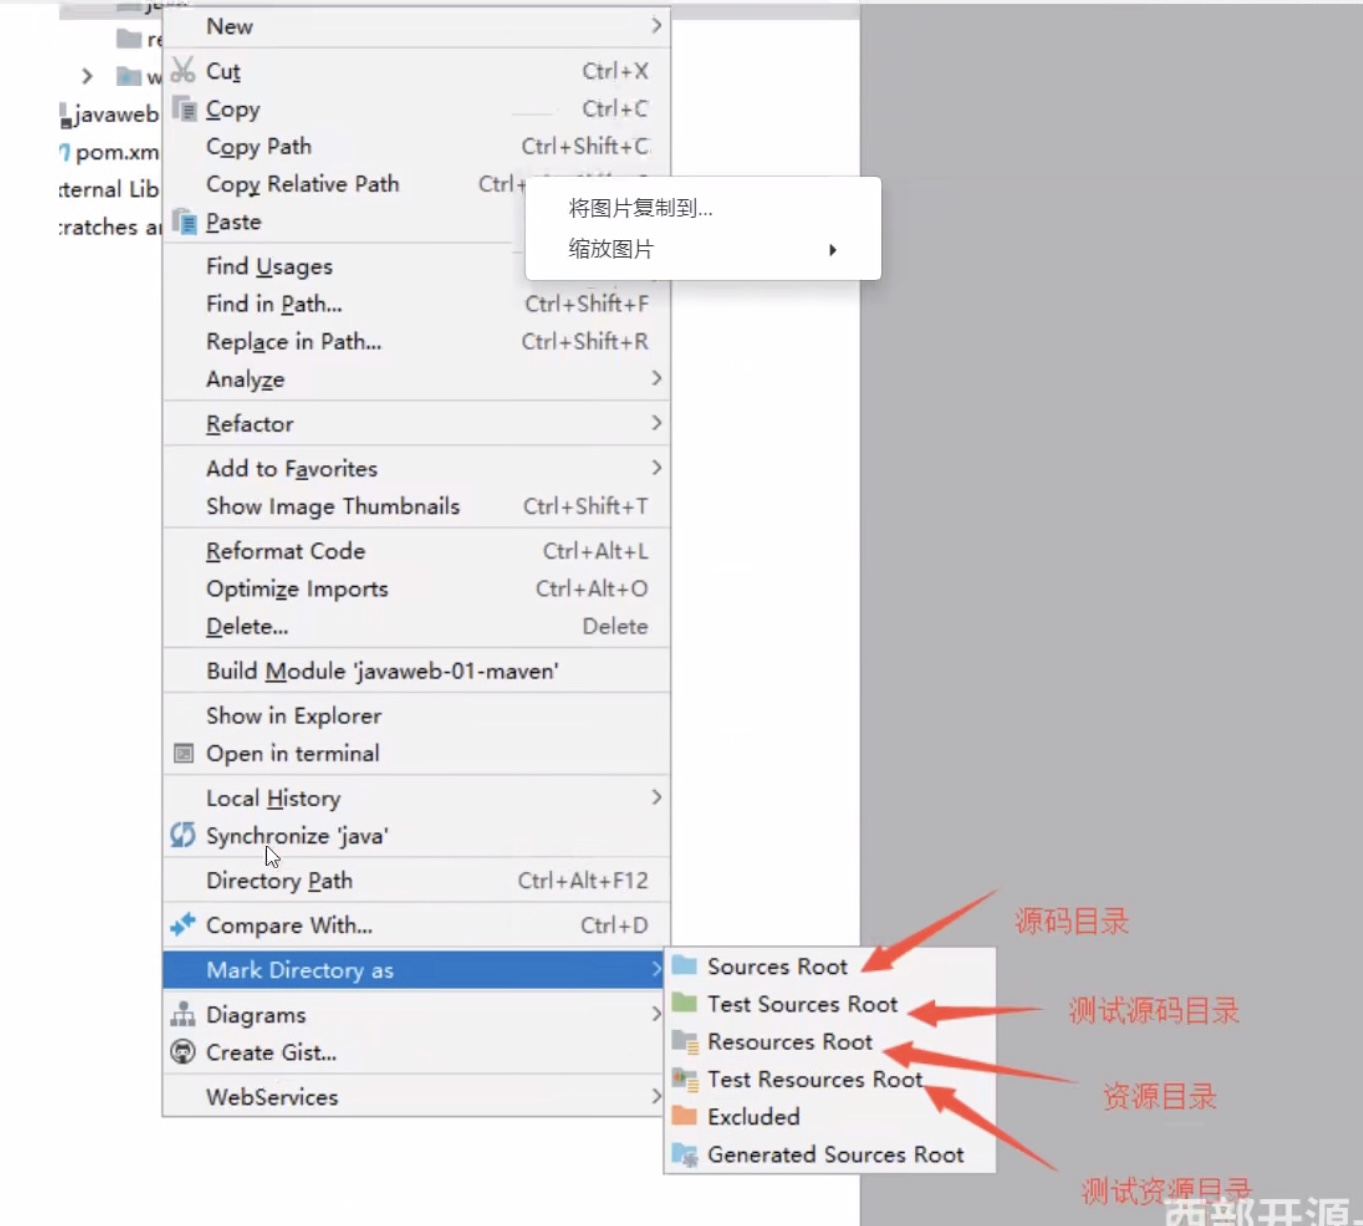 New
Cut Ctrl+X
javaweb
Copy Ctrl+C
pom.xm
Copy Path Ctrl+Shift+C
ternal Lib
Copy Relative Path Ctrl+
将图片复制到...
cratches a
Paste
缩放图片
Find Usages
Find in Path... Ctrl+Shift+F
Replace in Path... Ctrl+Shift+R
Analyze
Refactor
Add to Favorites
Show Image Thumbnails Ctrl+Shift+T
Reformat Code Ctrl+Alt+L
Optimize Imports Ctrl+Alt+O
Delete... Delete
Build Module 'javaweb-01-maven'
Show in Explorer
Open in terminal
Local History
Synchronize 'java'
Directory Path Ctrl+Alt+F12
Compare With... Ctrl+D
Mark Directory as
Diagrams
Create Gist...
WebServices
Sources Root
源码目录
Test Sources Root
测试源码目录
Resources Root
资源目录
Test Resources Root
测试资源目录
Excluded
Generated Sources Root
西部开源